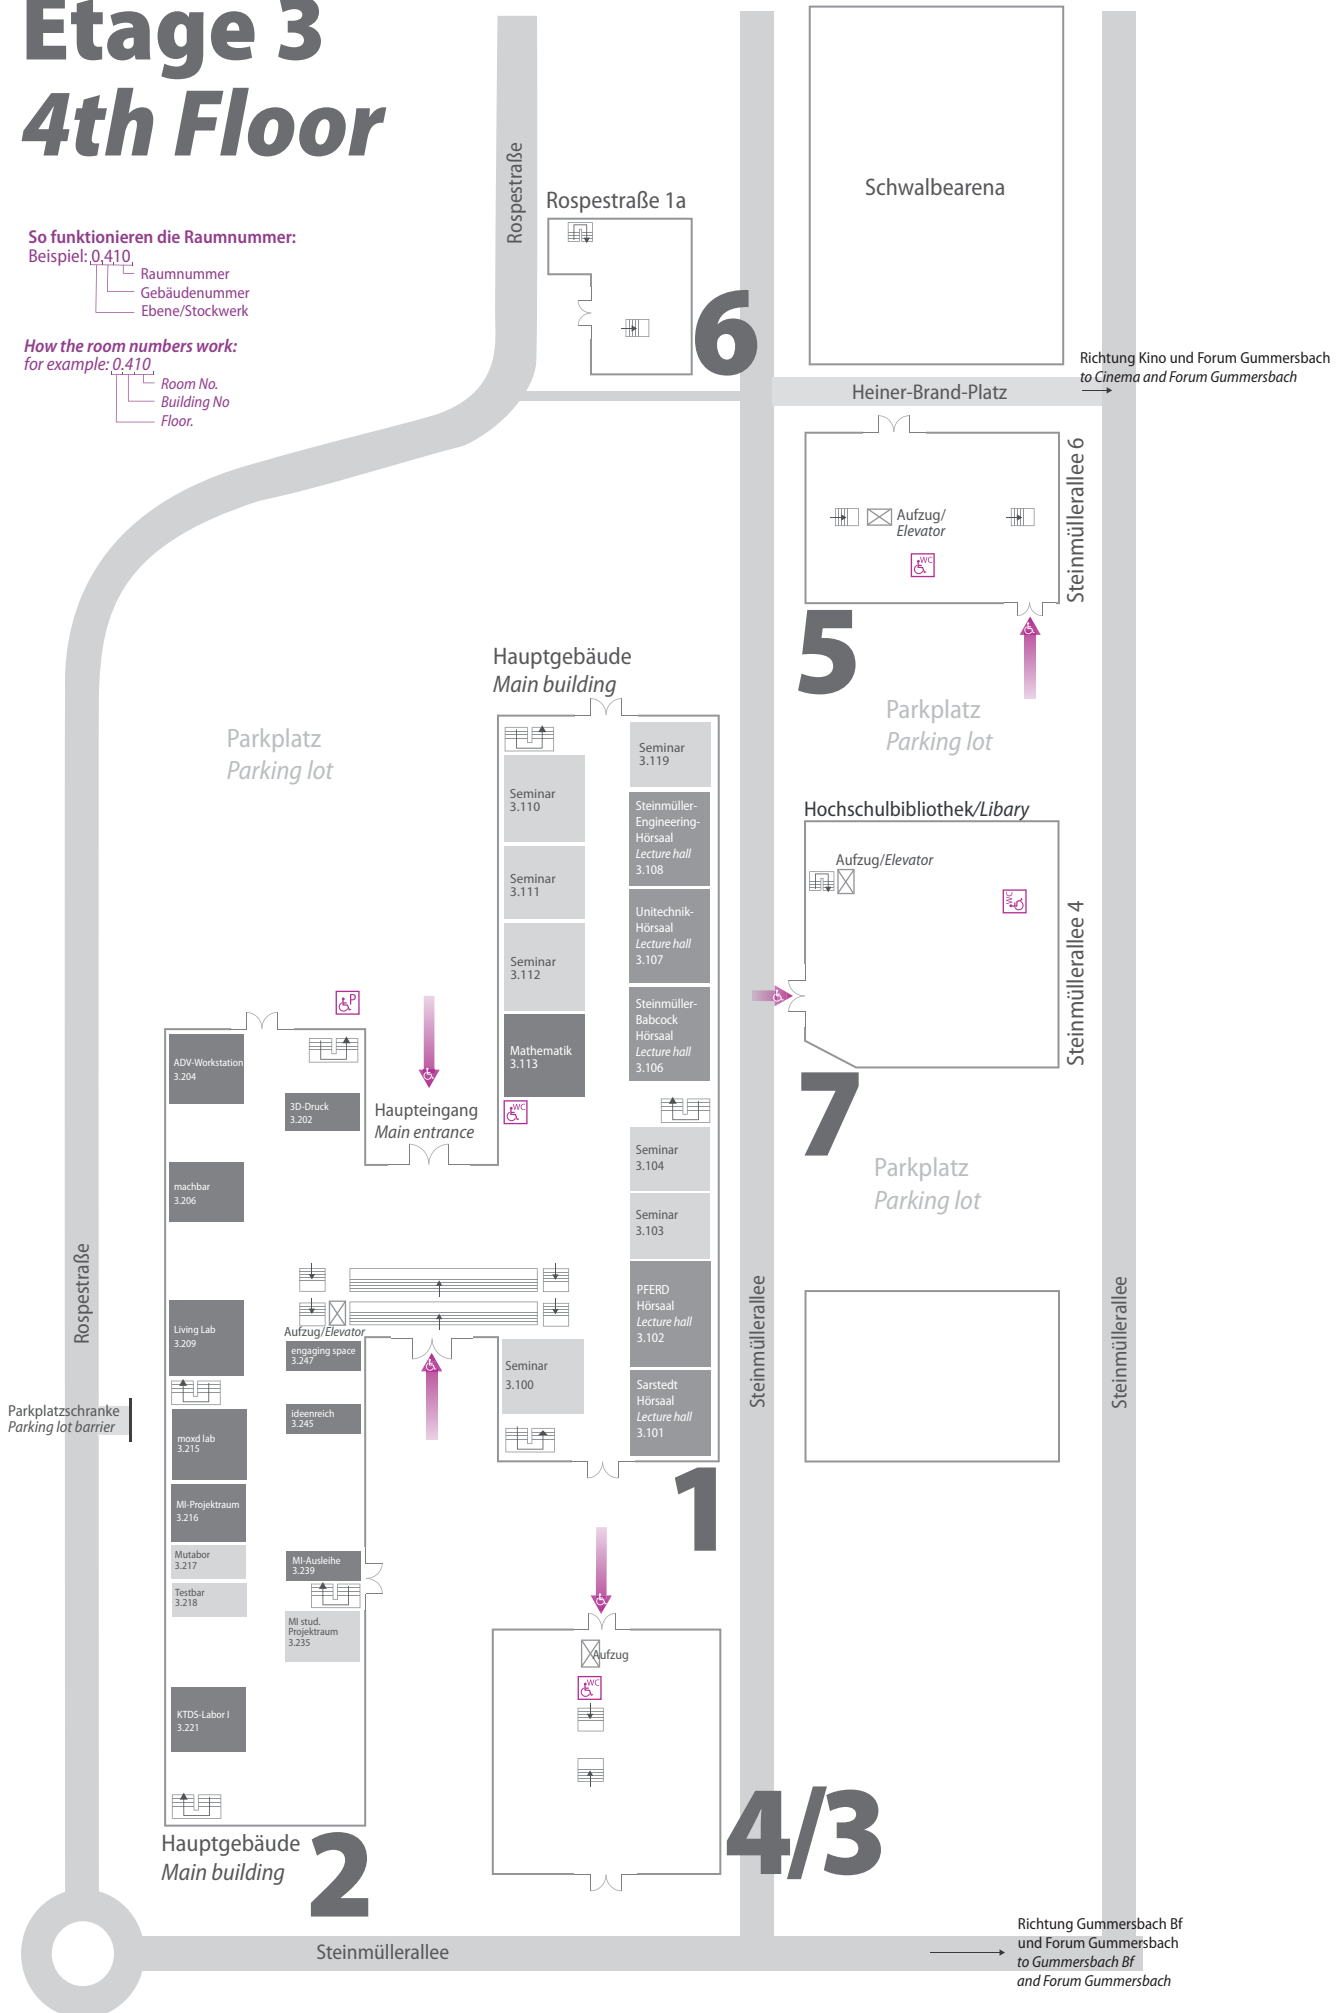 Etage 3
4th Floor
So funktionieren die Raumnummer:
Beispiel: 0.410
Raumnummer
Gebäudenummer
Ebene/Stockwerk
How the room numbers work:
for example: 0.410
Room No.
Building No
Floor.
Rospestraße
Rospestraße 1a
6
Schwalbearena
Richtung Kino und Forum Gummersbach
to Cinema and Forum Gummersbach
Heiner-Brand-Platz
Aufzug/
Elevator
WC
Steinmüllerallee 6
5
Parkplatz
Parking lot
Hauptgebäude
Main building
Parkplatz
Parking lot
Seminar
3.119
Seminar
3.110
Steinmüller-
Engineering-
Hörsaal
Lecture hall
3.108
Seminar
3.111
Unitechnik-
Hörsaal
Lecture hall
3.107
Seminar
3.112
Steinmüller-
Babcock
Hörsaal
Lecture hall
3.106
Mathematik
3.113
WC
Hochschulbibliothek/Libary
Aufzug/Elevator
WC
Steinmüllerallee 4
7
Parkplatz
Parking lot
P
ADV-Workstation
3.204
3D-Druck
3.202
Haupteingang
Main entrance
machbar
3.206
Seminar
3.104
Seminar
3.103
PFERD
Hörsaal
Lecture hall
3.102
Sarstedt
Hörsaal
Lecture hall
3.101
Seminar
3.100
1
Rospestraße
Steinmüllerallee
Steinmüllerallee
Living Lab
3.209
Aufzug/Elevator
engaging space
3.247
ideenreich
3.245
Parkplatzschranke
Parking lot barrier
moxd lab
3.215
MI-Projektraum
3.216
Mutabor
3.217
Testbar
3.218
MI-Ausleihe
3.239
MI stud.
Projektraum
3.235
KTDS-Labor I
3.221
Hauptgebäude
Main building
2
Aufzug
WC
4/3
Steinmüllerallee
Richtung Gummersbach Bf
und Forum Gummersbach
to Gummersbach Bf
and Forum Gummersbach